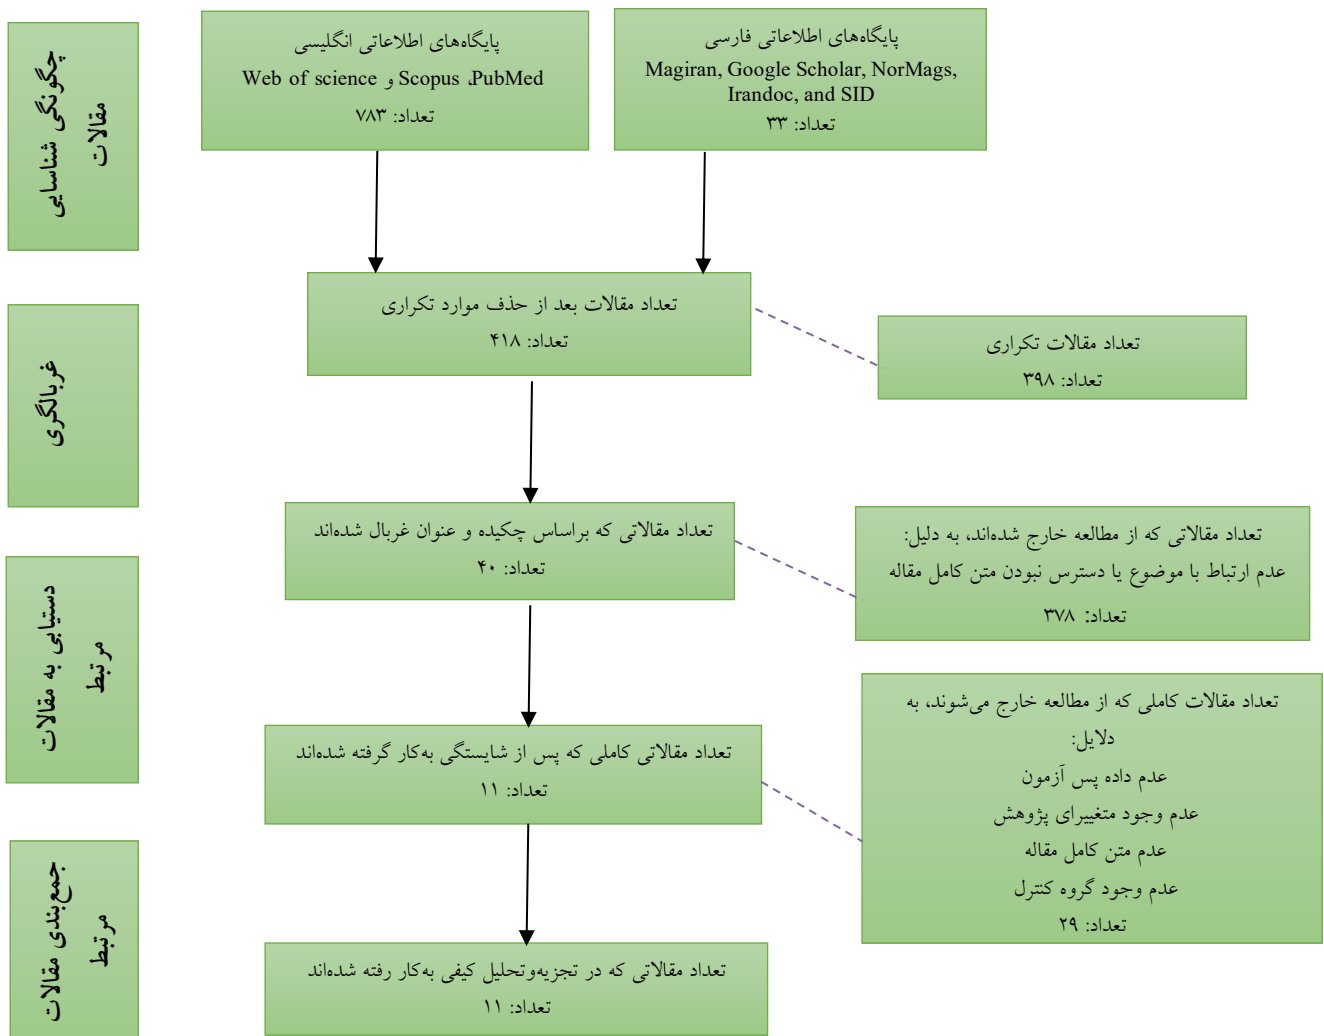 چگونگی شناسایی
مقالات
پایگاه‌های اطلاعاتی انگلیسی
Web of science و Scopus ،PubMed
تعداد: ۷۸۳
پایگاه‌های اطلاعاتی فارسی
Magiran, Google Scholar, NorMags,
Irandoc, and SID
تعداد: ۳۳
غربالگری
تعداد مقالات بعد از حذف موارد تکراری
تعداد: ۴۱۸
تعداد مقالات تکراری
تعداد: ۳۹۸
تعداد مقالاتی که براساس چکیده و عنوان غربال شده‌اند
تعداد: ۴۰
تعداد مقالاتی که از مطالعه خارج شده‌اند، به دلیل:
عدم ارتباط با موضوع یا دسترس نبودن متن کامل مقاله
تعداد: ۳۷۸
دستیابی به مقالات
مرتبط
تعداد مقالاتی کاملی که پس از شایستگی به‌کار گرفته شده‌اند
تعداد: ۱۱
تعداد مقالات کاملی که از مطالعه خارج می‌شوند، به
دلایل:
عدم داده پس آزمون
عدم وجود متغییرای پژوهش
عدم متن کامل مقاله
عدم وجود گروه کنترل
تعداد: ۲۹
جمع‌بندی مقالات
مرتبط
تعداد مقالاتی که در تجزیه‌وتحلیل کیفی به‌کار رفته شده‌اند
تعداد: ۱۱